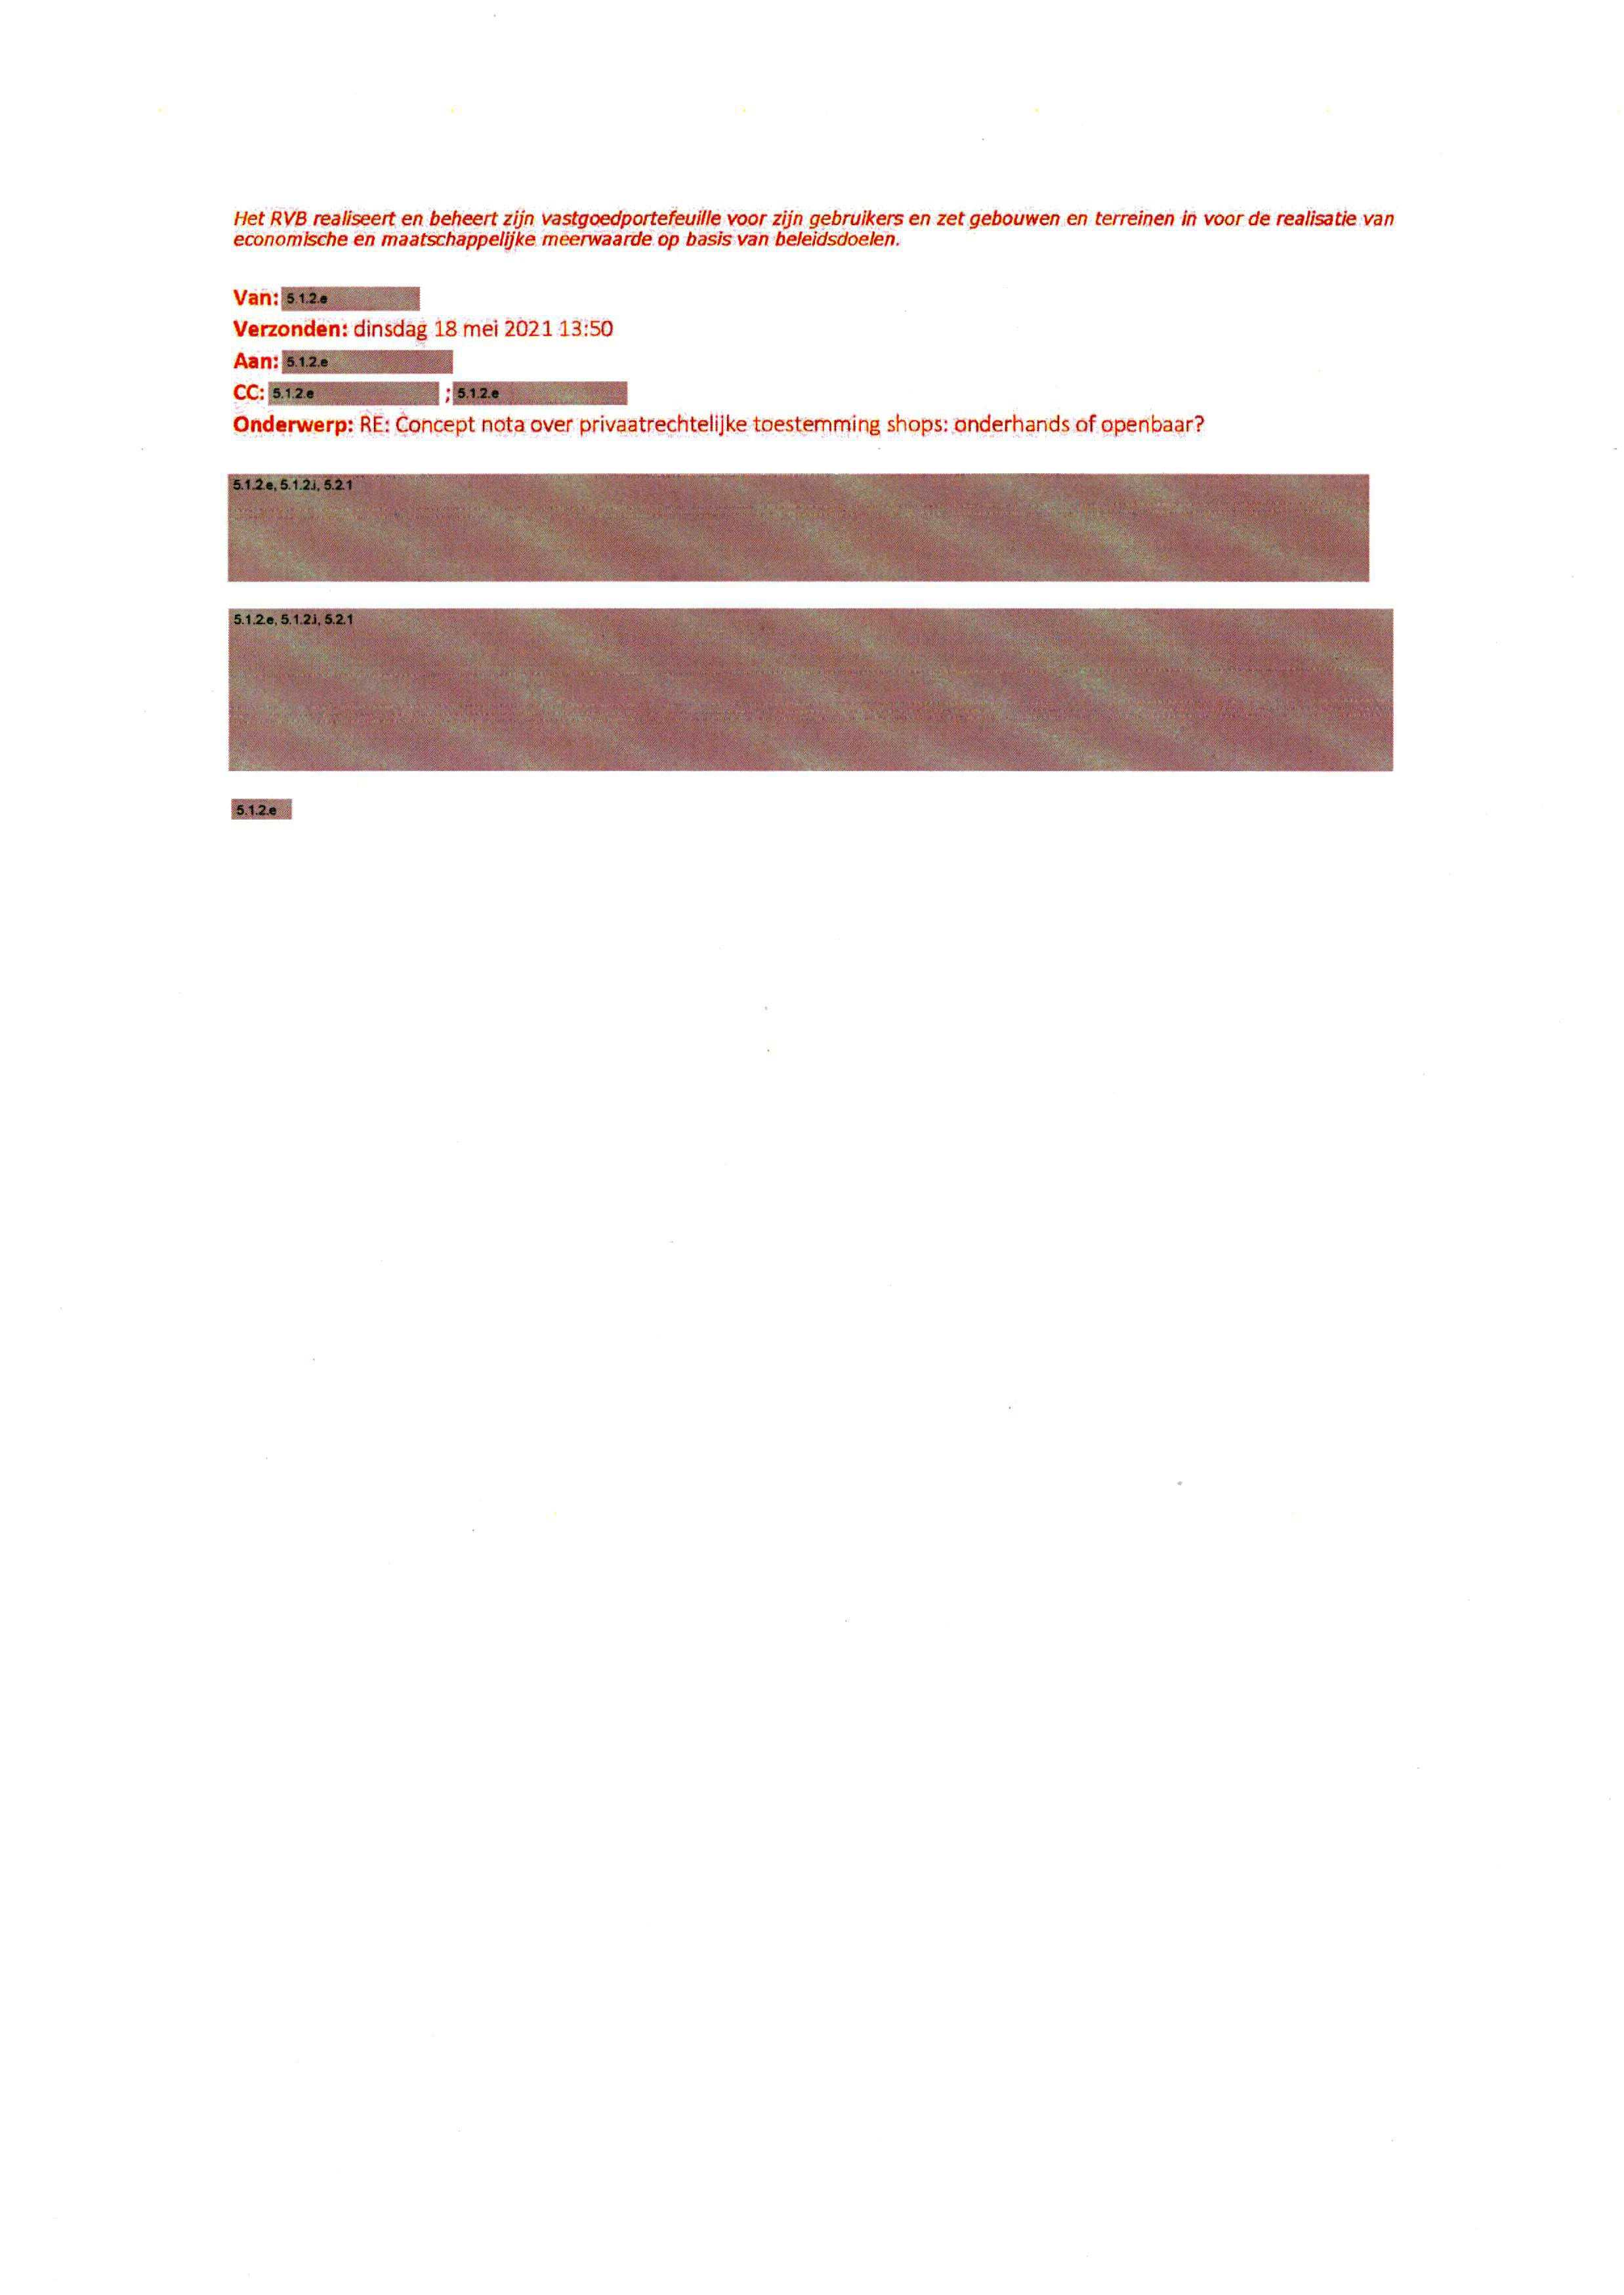 Het RVB realiseert en beheert zijn vastgoedportefeuille voor zijn gebruikers en zet gebouwen en terreinen in voor de realisatie van
economische en maatschappelijke meerwaarde op basis van beleidsdoelen.
Van: 5.1.2.e
Verzonden: dinsdag 18 mei 2021 13:50
Aan: 5.1.2.e
CC: 5.1.2.e ; 5.1.2.e
Onderwerp: RE: Concept nota over privaatrechtelijke toestemming shops: onderhands of openbaar?
5.1.2.e, 5.1.2.i, 5.2.1
5.1.2.e, 5.1.2.i, 5.2.1
5.1.2.e